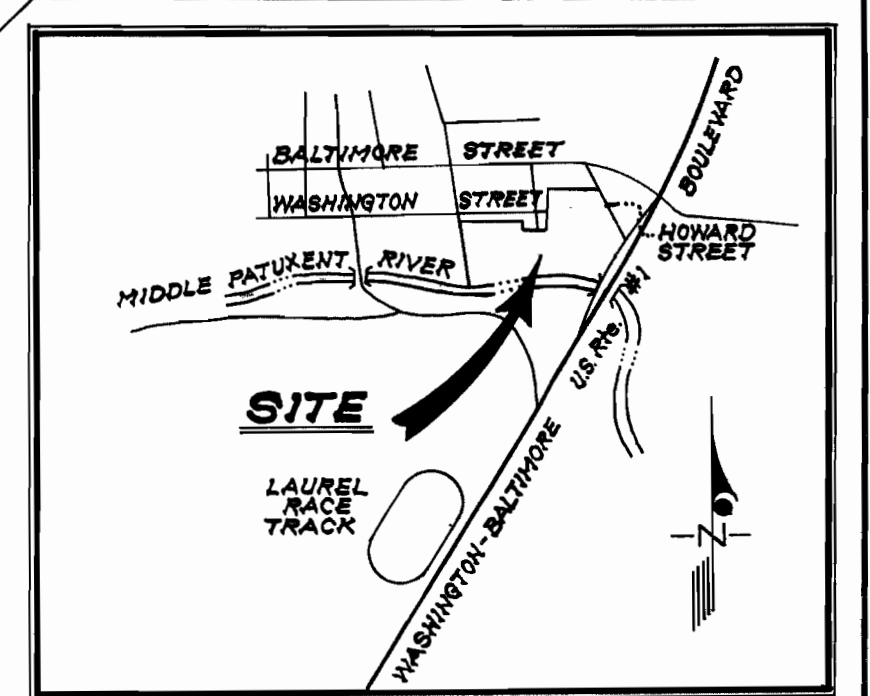 BALTIMORE STREET
WASHINGTON STREET
BOULEVARD
HOWARD
STREET
MIDDLE PATUXENT RIVER
U.S. Rte. #1
SITE
LAUREL
RACE
TRACK
WASHINGTON-BALTIMORE
N